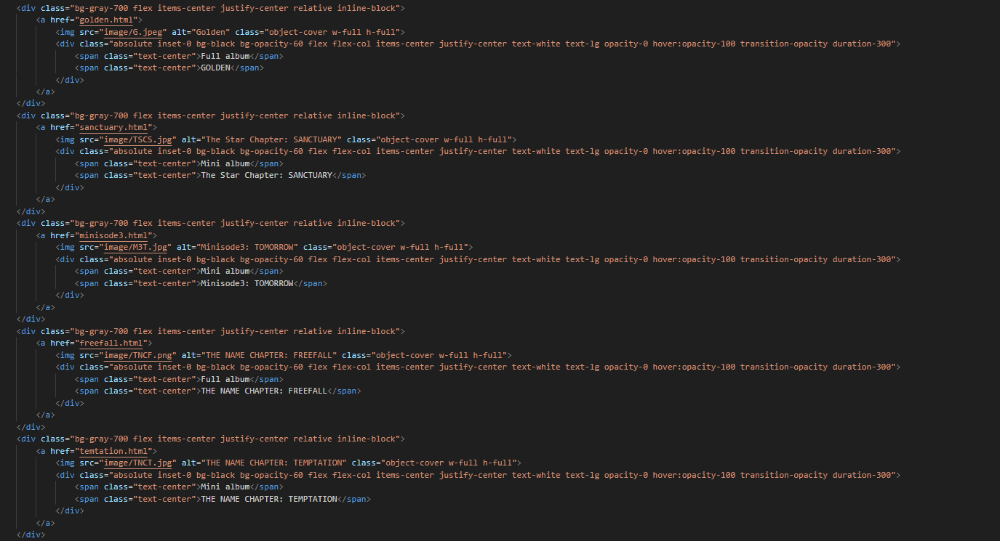 <div class="bg-gray-700 flex items-center justify-center relative inline-block">
    <a href="golden.html">
        <img src="image/G.jpeg" alt="Golden" class="object-cover w-full h-full">
        <div class="absolute inset-0 bg-black bg-opacity-60 flex flex-col items-center justify-center text-white text-lg opacity-0 hover:opacity-100 transition-opacity duration-300">
            <span class="text-center">Full album</span>
            <span class="text-center">GOLDEN</span>
        </div>
    </a>
</div>
<div class="bg-gray-700 flex items-center justify-center relative inline-block">
    <a href="sanctuary.html">
        <img src="image/TSCS.jpg" alt="The Star Chapter: SANCTUARY" class="object-cover w-full h-full">
        <div class="absolute inset-0 bg-black bg-opacity-60 flex flex-col items-center justify-center text-white text-lg opacity-0 hover:opacity-100 transition-opacity duration-300">
            <span class="text-center">Mini album</span>
            <span class="text-center">The Star Chapter: SANCTUARY</span>
        </div>
    </a>
</div>
<div class="bg-gray-700 flex items-center justify-center relative inline-block">
    <a href="minisode3.html">
        <img src="image/M3T.jpg" alt="Minisode3: TOMORROW" class="object-cover w-full h-full">
        <div class="absolute inset-0 bg-black bg-opacity-60 flex flex-col items-center justify-center text-white text-lg opacity-0 hover:opacity-100 transition-opacity duration-300">
            <span class="text-center">Mini album</span>
            <span class="text-center">Minisode3: TOMORROW</span>
        </div>
    </a>
</div>
<div class="bg-gray-700 flex items-center justify-center relative inline-block">
    <a href="freefall.html">
        <img src="image/TNCF.png" alt="THE NAME CHAPTER: FREEFALL" class="object-cover w-full h-full">
        <div class="absolute inset-0 bg-black bg-opacity-60 flex flex-col items-center justify-center text-white text-lg opacity-0 hover:opacity-100 transition-opacity duration-300">
            <span class="text-center">Full album</span>
            <span class="text-center">THE NAME CHAPTER: FREEFALL</span>
        </div>
    </a>
</div>
<div class="bg-gray-700 flex items-center justify-center relative inline-block">
    <a href="temtation.html">
        <img src="image/TNCT.jpg" alt="THE NAME CHAPTER: TEMPTATION" class="object-cover w-full h-full">
        <div class="absolute inset-0 bg-black bg-opacity-60 flex flex-col items-center justify-center text-white text-lg opacity-0 hover:opacity-100 transition-opacity duration-300">
            <span class="text-center">Mini album</span>
            <span class="text-center">THE NAME CHAPTER: TEMPTATION</span>
        </div>
    </a>
</div>